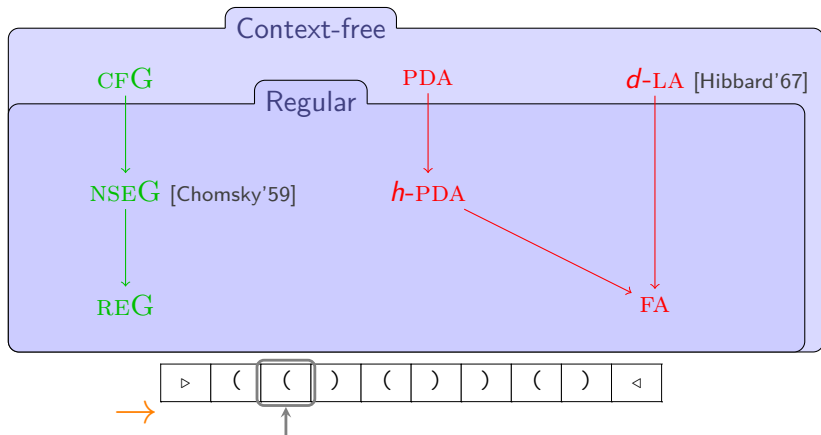 Context-free
CFG PDA d-LA [Hibbard'67]
Regular
NSEG [Chomsky'59] h-PDA
REG FA
▷ ( ( ) ( ) ) ( ) ◁